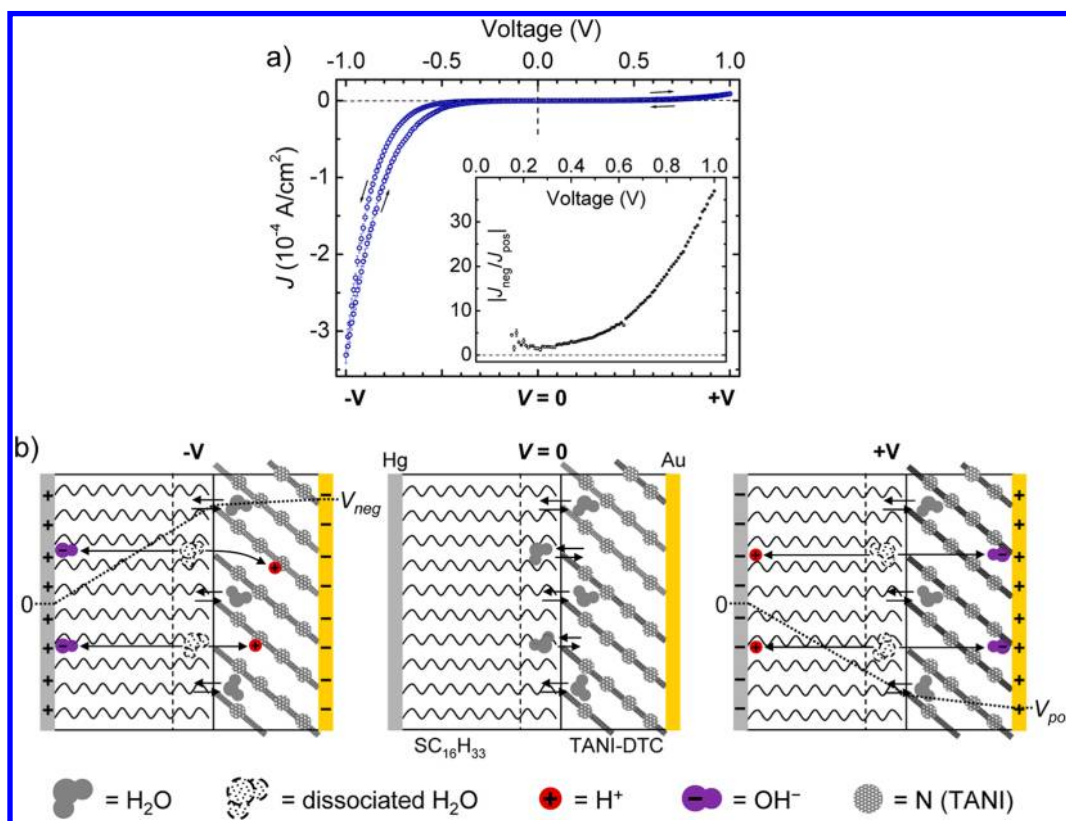 a)
Voltage (V)
-1.0 -0.5 0.0 0.5 1.0
0
-1
-2
-3
J (10⁻⁴ A/cm²)
0.0 0.2 0.4 0.6 0.8 1.0
Voltage (V)
30
20
10
0
|J_neg/J_pos|
-V V = 0 +V
b)
-V V = 0 +V
Hg Au
0 V_neg
0 V_po
SC₁₆H₃₃ TANI-DTC
= H₂O = dissociated H₂O = H⁺ = OH⁻ = N (TANI)